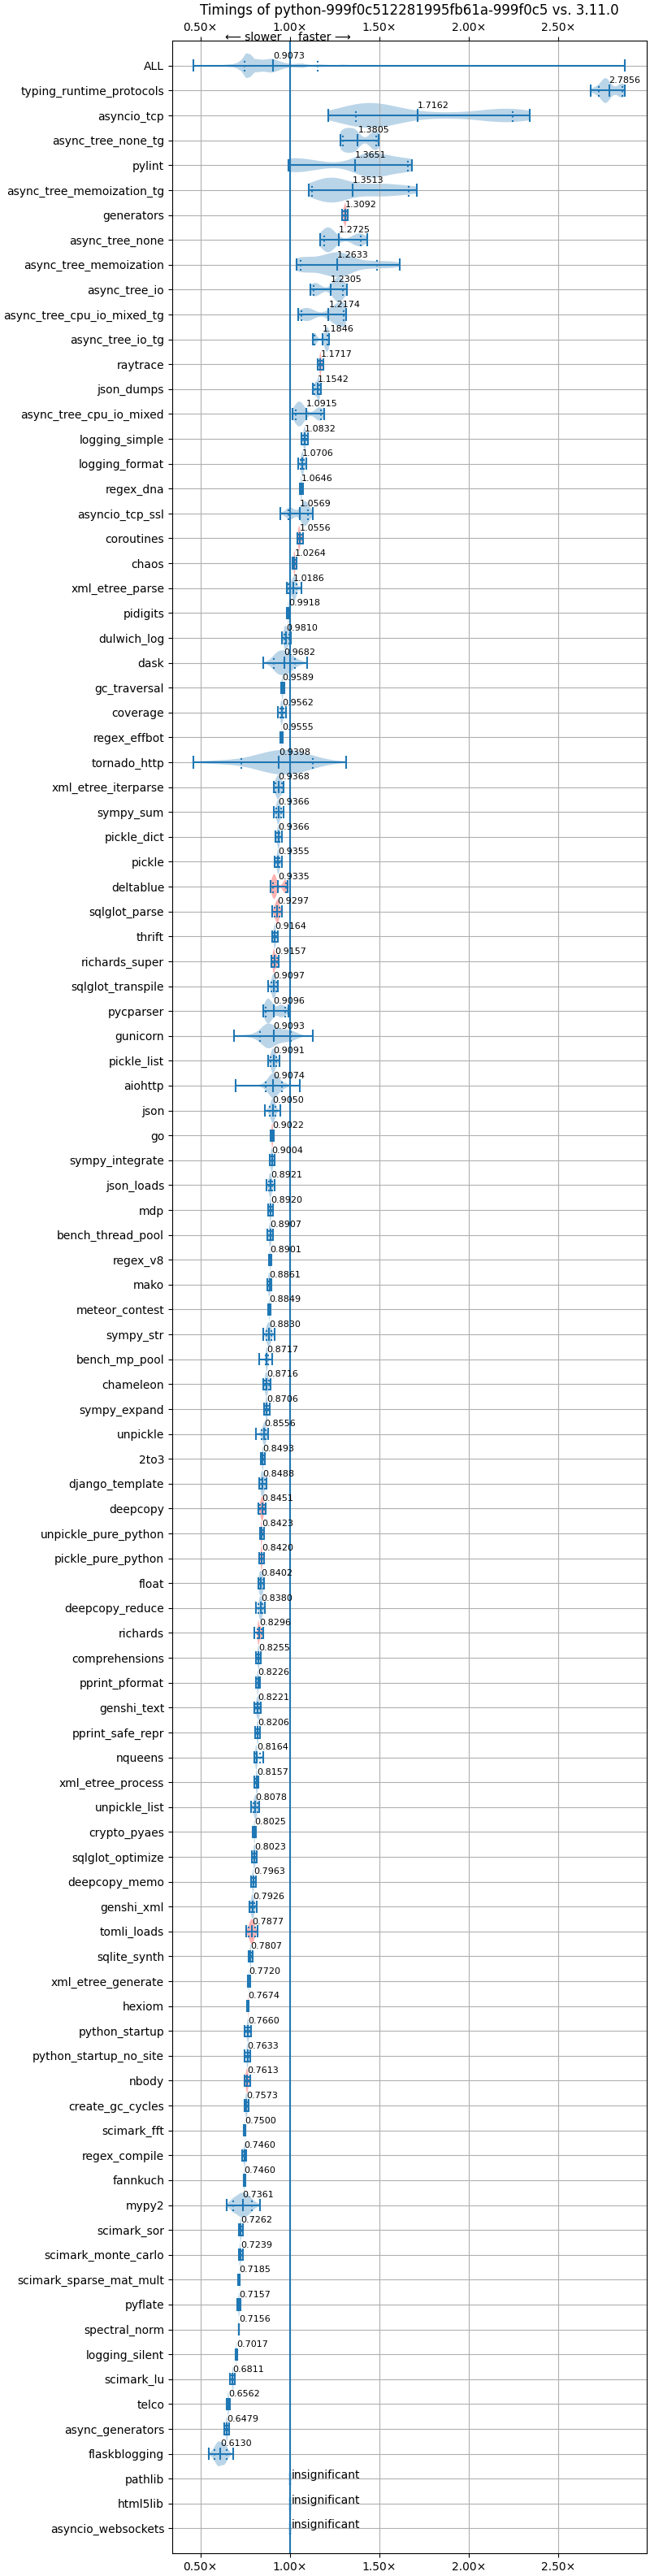 Timings of python-999f0c512281995fb61a-999f0c5 vs. 3.11.0
0.50× 1.00× 1.50× 2.00× 2.50×
⟵ slower faster ⟶
ALL 0.9073
typing_runtime_protocols 2.7856
asyncio_tcp 1.7162
async_tree_none_tg 1.3805
pylint 1.3651
async_tree_memoization_tg 1.3513
generators 1.3092
async_tree_none 1.2725
async_tree_memoization 1.2633
async_tree_io 1.2305
async_tree_cpu_io_mixed_tg 1.2174
async_tree_io_tg 1.1846
raytrace 1.1717
json_dumps 1.1542
async_tree_cpu_io_mixed 1.0915
logging_simple 1.0832
logging_format 1.0706
regex_dna 1.0646
asyncio_tcp_ssl 1.0569
coroutines 1.0556
chaos 1.0264
xml_etree_parse 1.0186
pidigits 0.9918
dulwich_log 0.9810
dask 0.9682
gc_traversal 0.9589
coverage 0.9562
regex_effbot 0.9555
tornado_http 0.9398
xml_etree_iterparse 0.9368
sympy_sum 0.9366
pickle_dict 0.9366
pickle 0.9355
deltablue 0.9335
sqlglot_parse 0.9297
thrift 0.9164
richards_super 0.9157
sqlglot_transpile 0.9097
pycparser 0.9096
gunicorn 0.9093
pickle_list 0.9091
aiohttp 0.9074
json 0.9050
go 0.9022
sympy_integrate 0.9004
json_loads 0.8921
mdp 0.8920
bench_thread_pool 0.8907
regex_v8 0.8901
mako 0.8861
meteor_contest 0.8849
sympy_str 0.8830
bench_mp_pool 0.8717
chameleon 0.8716
sympy_expand 0.8706
unpickle 0.8556
2to3 0.8493
django_template 0.8488
deepcopy 0.8451
unpickle_pure_python 0.8423
pickle_pure_python 0.8420
float 0.8402
deepcopy_reduce 0.8380
richards 0.8296
comprehensions 0.8255
pprint_pformat 0.8226
genshi_text 0.8221
pprint_safe_repr 0.8206
nqueens 0.8164
xml_etree_process 0.8157
unpickle_list 0.8078
crypto_pyaes 0.8025
sqlglot_optimize 0.8023
deepcopy_memo 0.7963
genshi_xml 0.7926
tomli_loads 0.7877
sqlite_synth 0.7807
xml_etree_generate 0.7720
hexiom 0.7674
python_startup 0.7660
python_startup_no_site 0.7633
nbody 0.7613
create_gc_cycles 0.7573
scimark_fft 0.7500
regex_compile 0.7460
fannkuch 0.7460
mypy2 0.7361
scimark_sor 0.7262
scimark_monte_carlo 0.7239
scimark_sparse_mat_mult 0.7185
pyflate 0.7157
spectral_norm 0.7156
logging_silent 0.7017
scimark_lu 0.6811
telco 0.6562
async_generators 0.6479
flaskblogging 0.6130
pathlib insignificant
html5lib insignificant
asyncio_websockets insignificant
0.50× 1.00× 1.50× 2.00× 2.50×